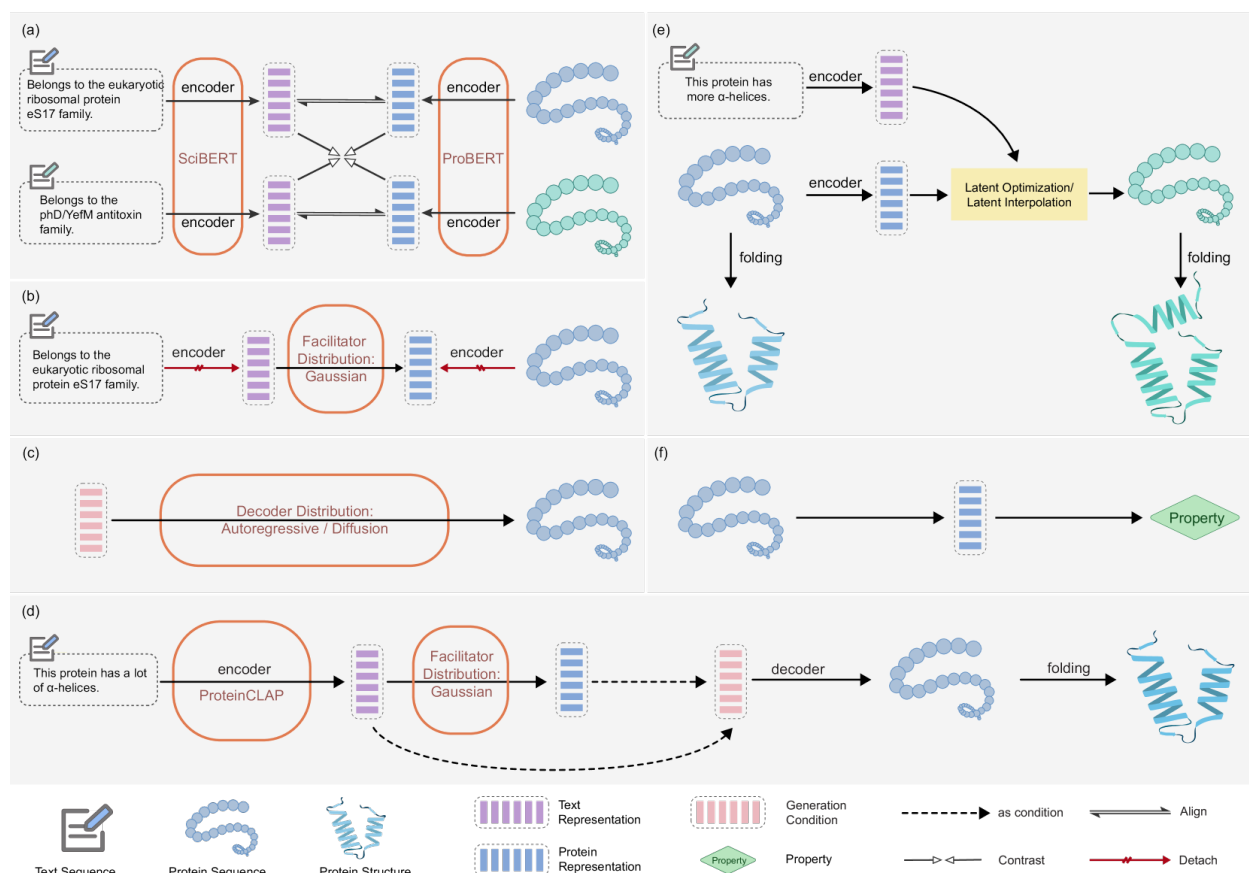 (a)
Belongs to the eukaryotic
ribosomal protein
eS17 family.
encoder
encoder
SciBERT
ProBERT
Belongs to the
phD/YefM antitoxin
family.
encoder
encoder
(b)
Belongs to the
eukaryotic ribosomal
protein eS17 family.
encoder
Facilitator
Distribution:
Gaussian
encoder
(c)
Decoder Distribution:
Autoregressive / Diffusion
(d)
This protein has a lot
of α-helices.
encoder
ProteinCLAP
Facilitator
Distribution:
Gaussian
decoder
folding
(e)
This protein has
more α-helices.
encoder
encoder
Latent Optimization/
Latent Interpolation
folding
folding
(f)
Property
Text Sequence
Protein Sequence
Protein Structure
Text
Representation
Protein
Representation
Generation
Condition
Property
Property
as condition
Contrast
Align
Detach